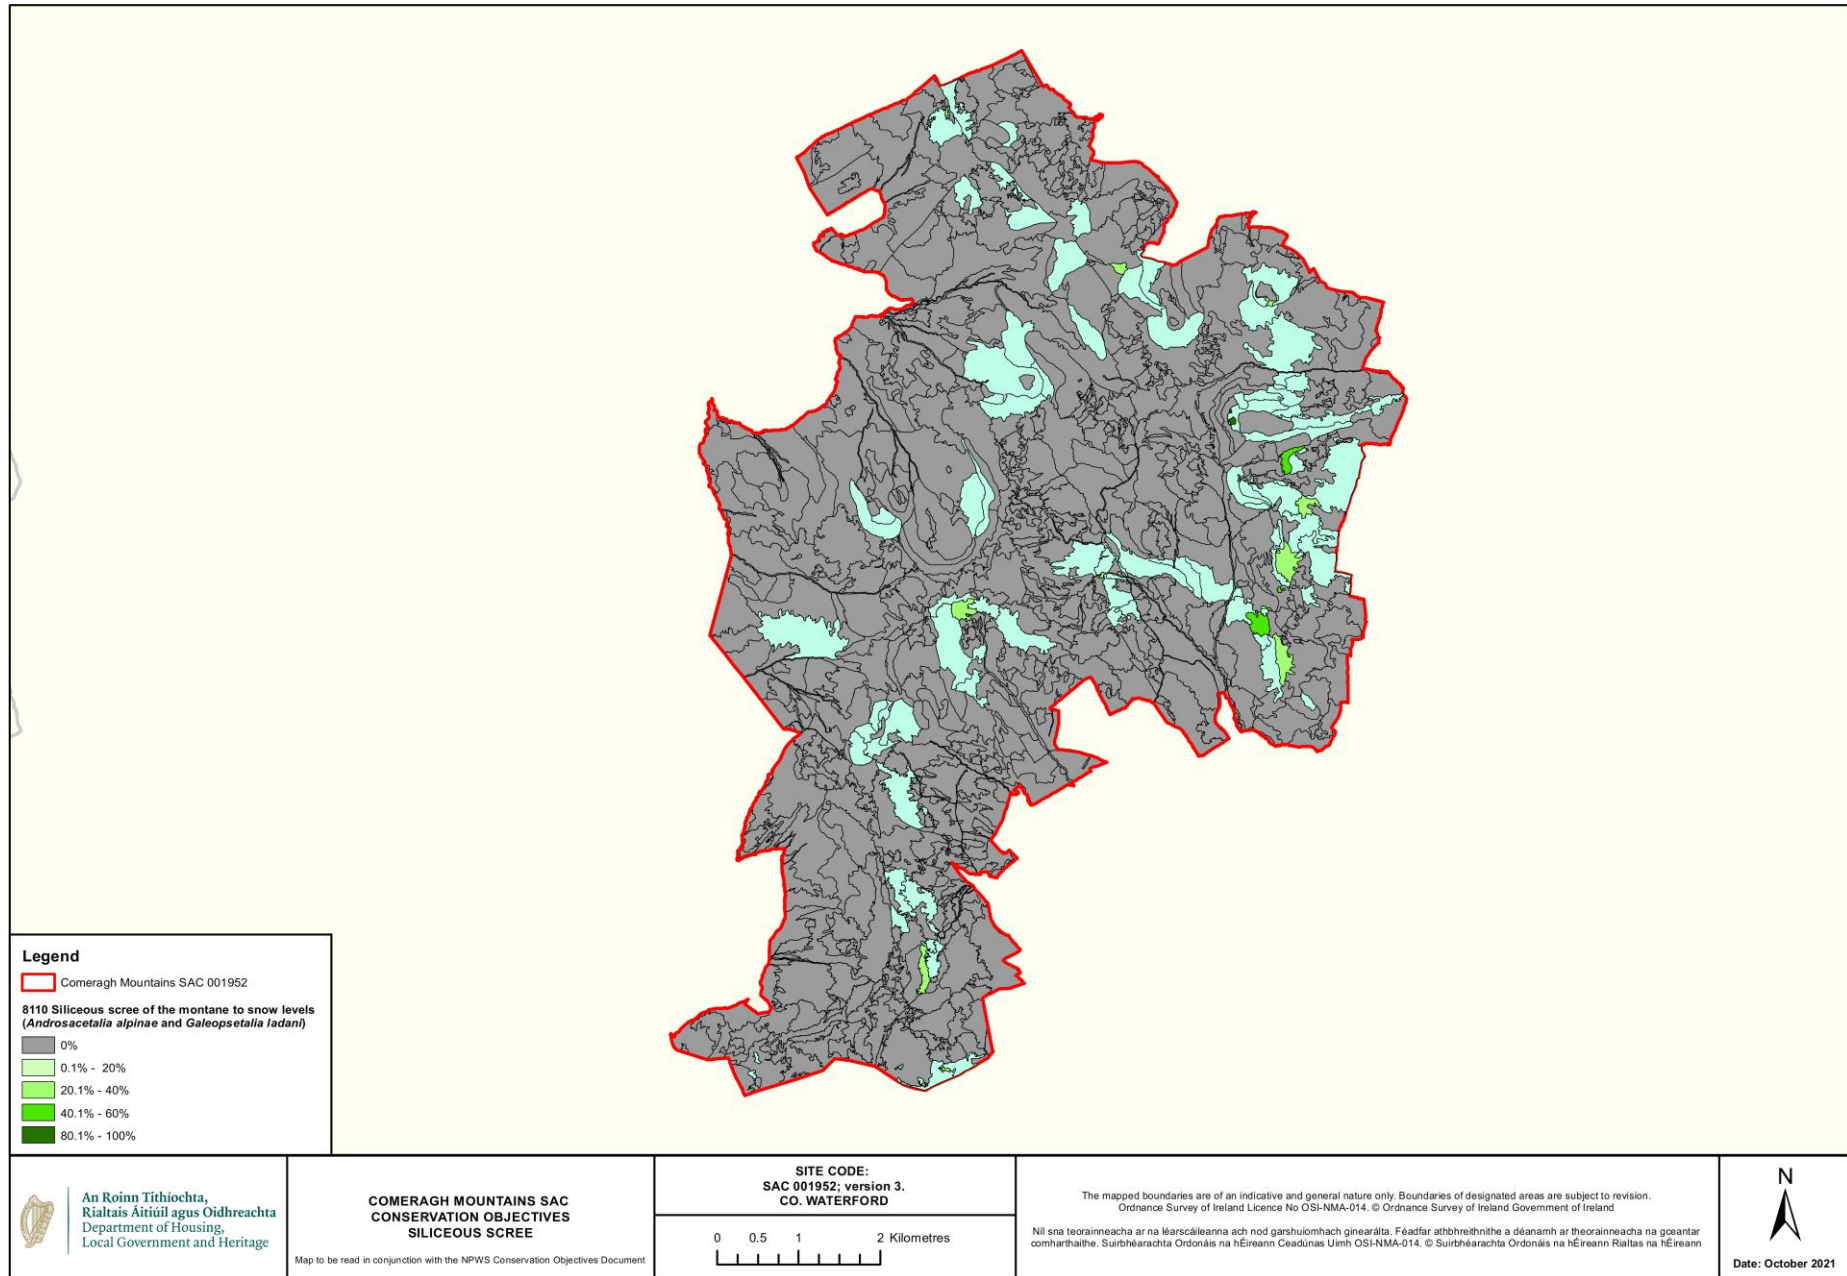 Legend
Comeragh Mountains SAC 001952
8110 Siliceous scree of the montane to snow levels
(Androsacetalia alpinae and Galeopsetalia ladani)
0%
0.1% - 20%
20.1% - 40%
40.1% - 60%
80.1% - 100%
An Roinn Tithíochta,
Rialtais Áitiúil agus Oidhreachta
Department of Housing,
Local Government and Heritage
COMERAGH MOUNTAINS SAC
CONSERVATION OBJECTIVES
SILICEOUS SCREE
Map to be read in conjunction with the NPWS Conservation Objectives Document
SITE CODE:
SAC 001952; version 3.
CO. WATERFORD
0 0.5 1 2 Kilometres
The mapped boundaries are of an indicative and general nature only. Boundaries of designated areas are subject to revision.
Ordnance Survey of Ireland Licence No OSI-NMA-014. © Ordnance Survey of Ireland Government of Ireland
Níl sna teorainneacha ar na léarscáileanna ach nod garshuiomhach ginearálta. Féadfar athbhreithnithe a déanamh ar theorainneacha na gceantar
comharthaithe. Suirbhéarachta Ordonáis na hÉireann Ceadúnas Uimh OSI-NMA-014. © Suirbhéarachta Ordonáis na hÉireann Rialtas na hÉireann
N
Date: October 2021